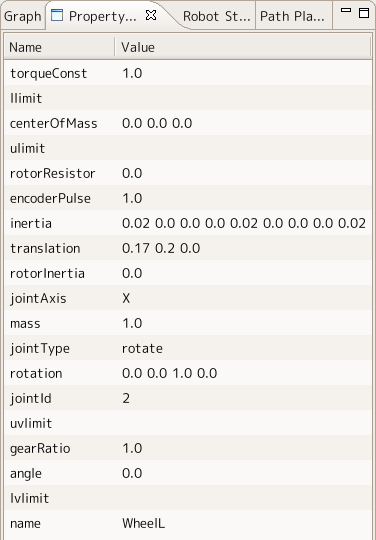 Graph Property... Robot St... Path Pla...
Name Value
torqueConst 1.0
llimit
centerOfMass 0.0 0.0 0.0
ulimit
rotorResistor 0.0
encoderPulse 1.0
inertia 0.02 0.0 0.0 0.0 0.02 0.0 0.0 0.0 0.02
translation 0.17 0.2 0.0
rotorInertia 0.0
jointAxis X
mass 1.0
jointType rotate
rotation 0.0 0.0 1.0 0.0
jointId 2
uvlimit
gearRatio 1.0
angle 0.0
lvlimit
name WheelL